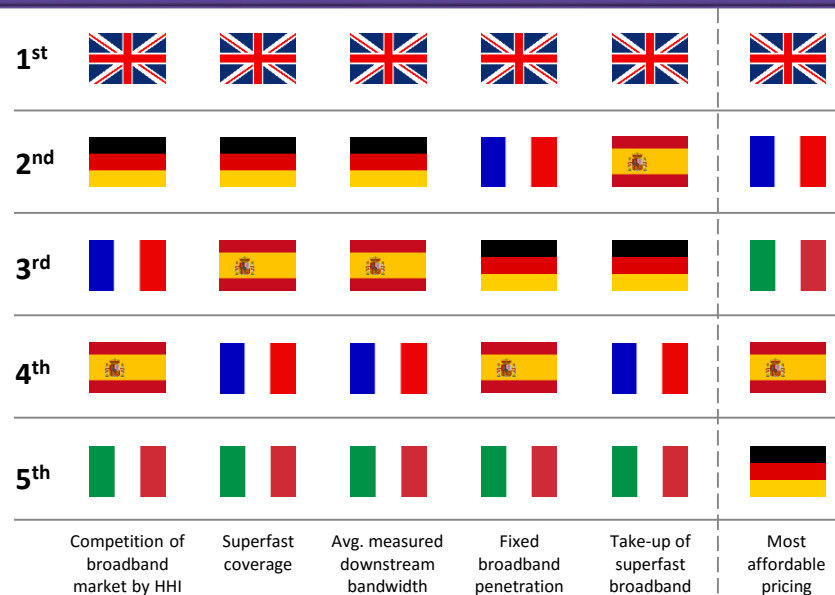 1st
2nd
3rd
4th
5th
Competition of
broadband
market by HHI
Superfast
coverage
Avg. measured
downstream
bandwidth
Fixed
broadband
penetration
Take-up of
superfast
broadband
Most
affordable
pricing